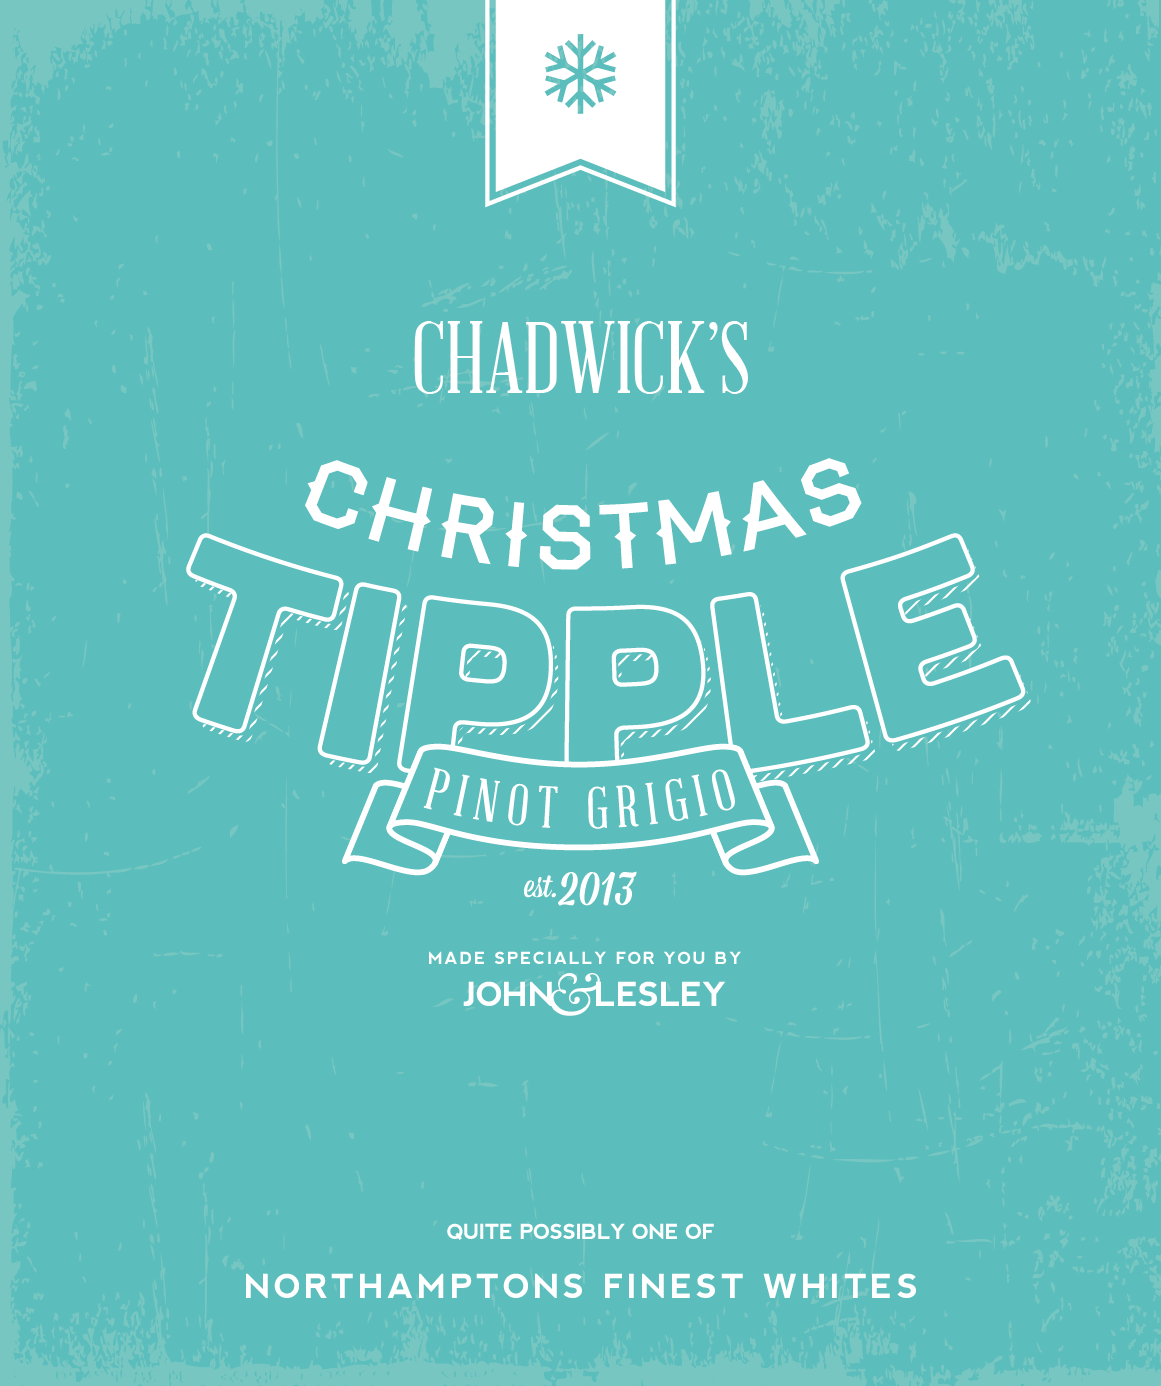 CHADWICK’S
CHRISTMAS
TIPPLE
PINOT GRIGIO
est.2013
MADE SPECIALLY FOR YOU BY
JOHN&LESLEY
QUITE POSSIBLY ONE OF
NORTHAMPTONS FINEST WHITES